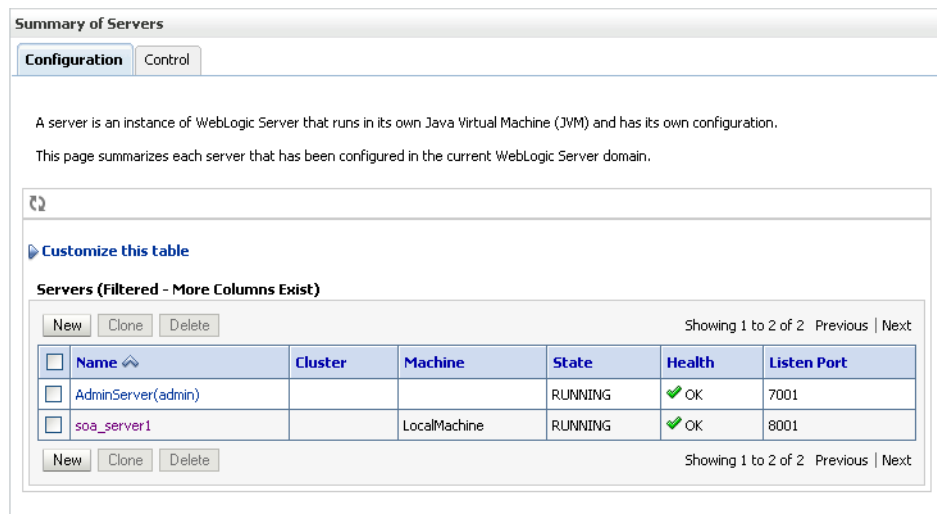 Summary of Servers
Configuration Control
A server is an instance of WebLogic Server that runs in its own Java Virtual Machine (JVM) and has its own configuration.
This page summarizes each server that has been configured in the current WebLogic Server domain.
Customize this table
Servers (Filtered - More Columns Exist)
New Clone Delete Showing 1 to 2 of 2 Previous | Next
Name Cluster Machine State Health Listen Port
AdminServer(admin) RUNNING OK 7001
soa_server1 LocalMachine RUNNING OK 8001
New Clone Delete Showing 1 to 2 of 2 Previous | Next